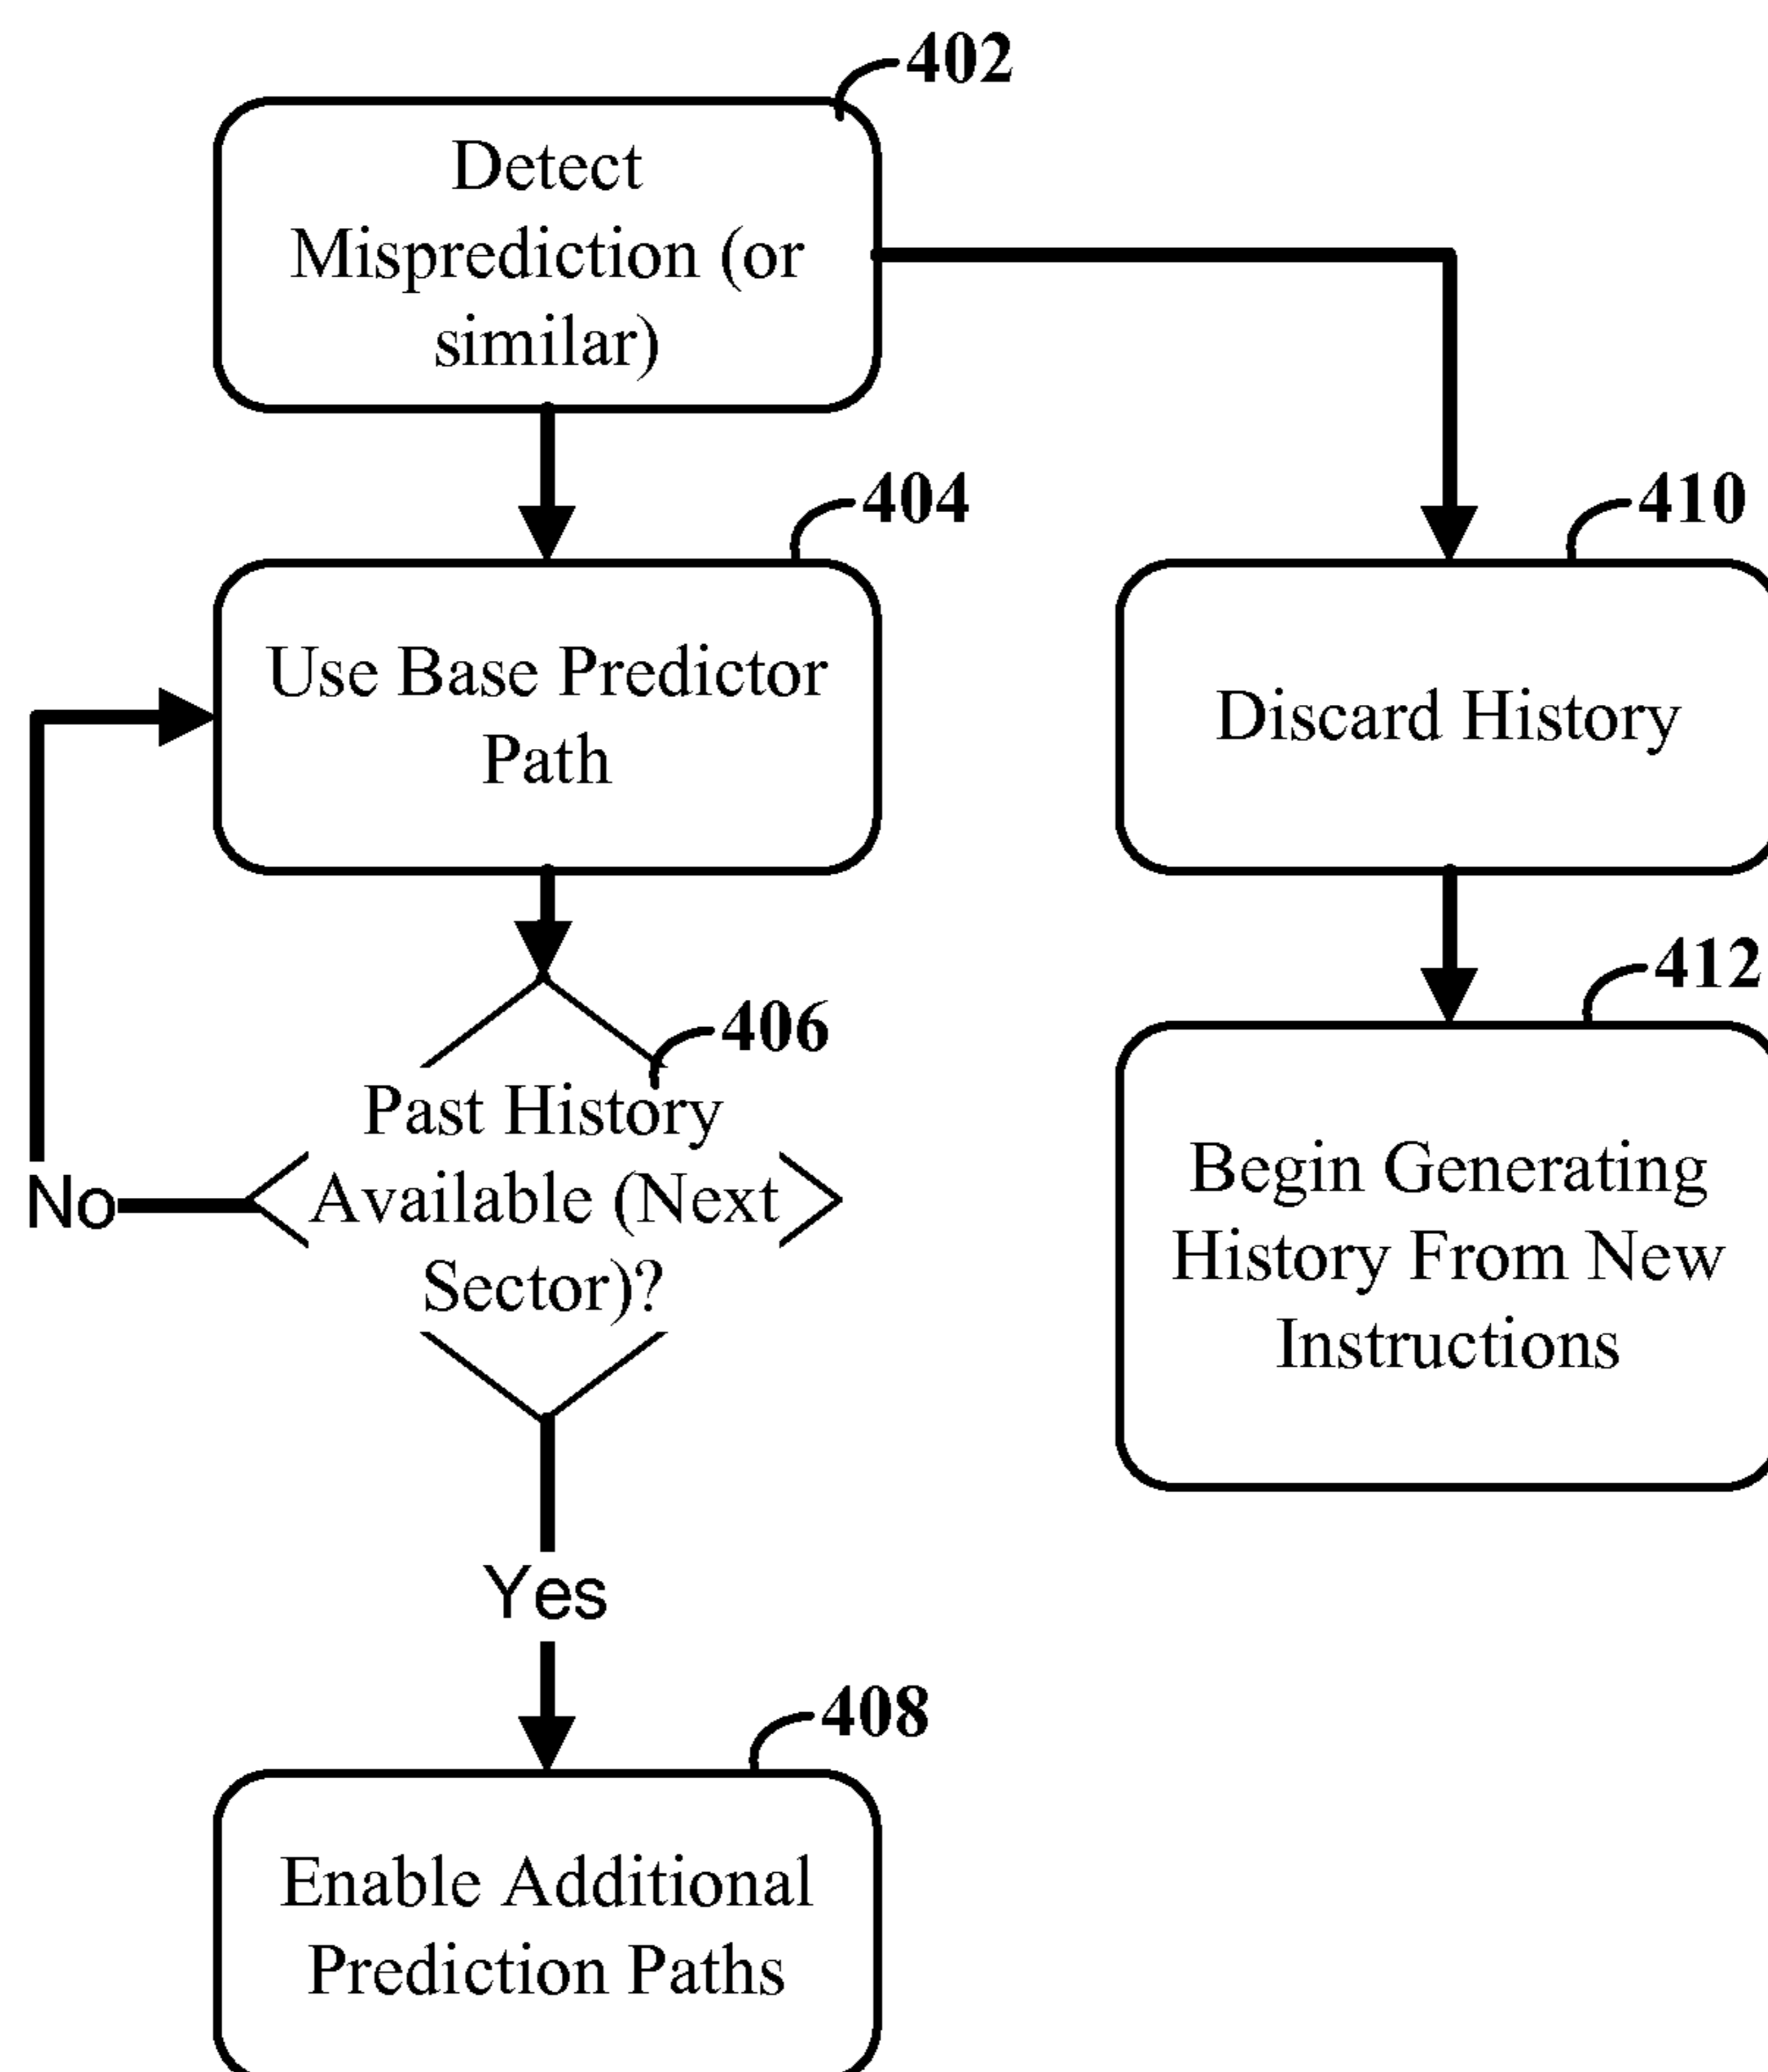 402
Detect
Misprediction (or
similar)
404
Use Base Predictor
Path
406
Past History
Available (Next
Sector)?
No
Yes
408
Enable Additional
Prediction Paths
410
Discard History
412
Begin Generating
History From New
Instructions